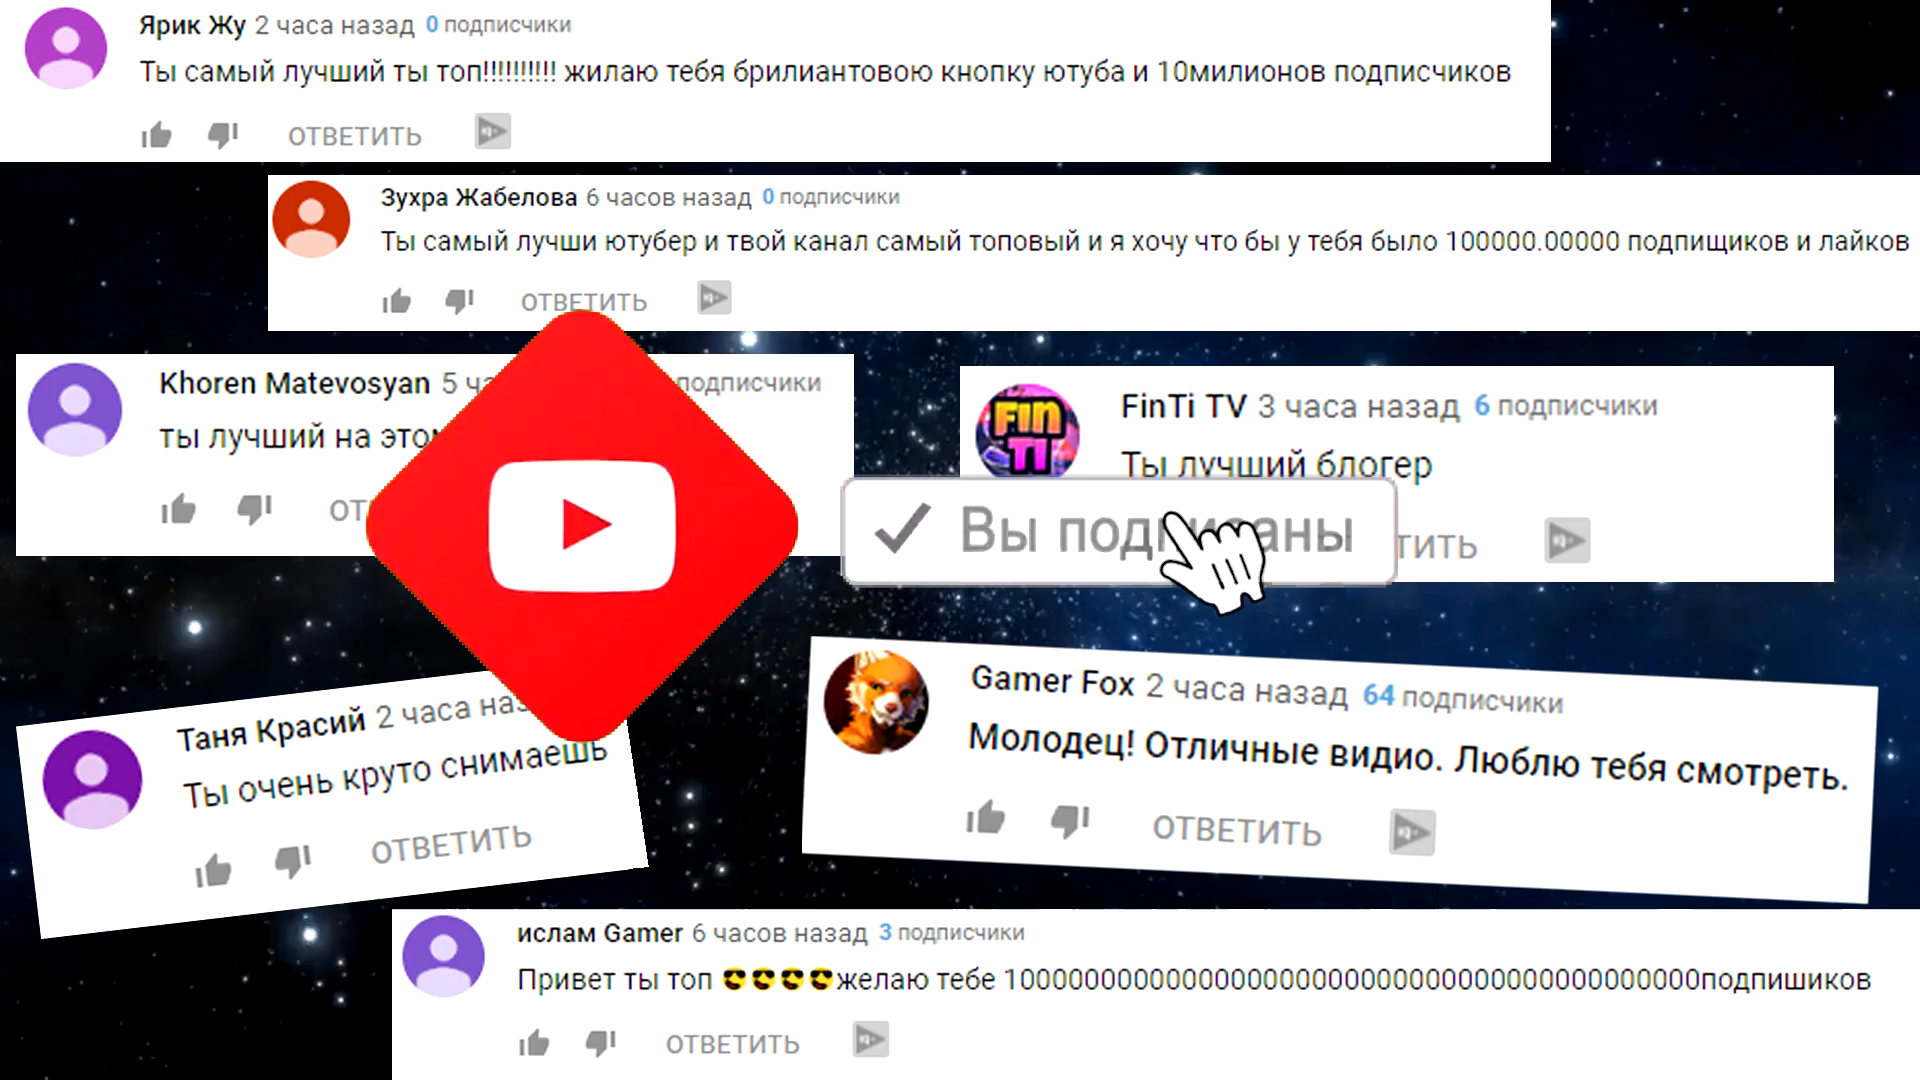 Ярик Жу 2 часа назад 0 подписчики
Ты самый лучший ты топ!!!!!!!!!! жилаю тебя брилиантовою кнопку ютуба и 10милионов подписчиков
ОТВЕТИТЬ
Зухра Жабелова 6 часов назад 0 подписчики
Ты самый лучши ютубер и твой канал самый топовый и я хочу что бы у тебя было 100000.00000 подпищиков и лайков
ОТВЕТИТЬ
Khoren Matevosyan 5 подписчики
ты лучший на
FinTi TV 3 часа назад 6 подписчики
FIN
TI
Ты лучший блогер
Вы подписаны
Таня Красий 2 часа
Ты очень круто снимаешь
ОТВЕТИТЬ
Gamer Fox 2 часа назад 64 подписчики
Молодец! Отличные видио. Люблю тебя смотреть.
ОТВЕТИТЬ
ислам Gamer 6 часов назад 3 подписчики
Привет ты топ 😎😎😎😎желаю тебе 1000000000000000000000000000000000000000000000000подпишиков
ОТВЕТИТЬ